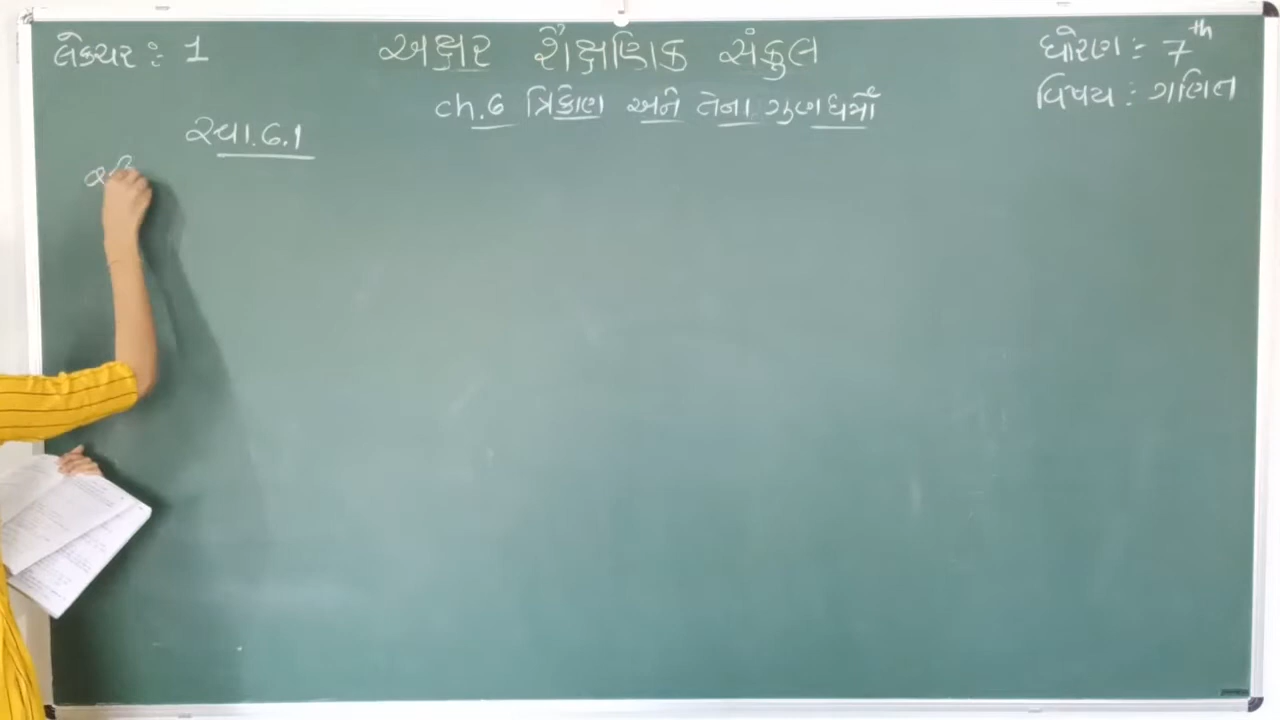 લેક્ચર : 1
અક્ષર શૈક્ષણિક સંકુલ
ધોરણ : 7th
ch.6 ત્રિકોણ અને તેના ગુણધર્મો
વિષય : ગણિત
સ્વા.6.1